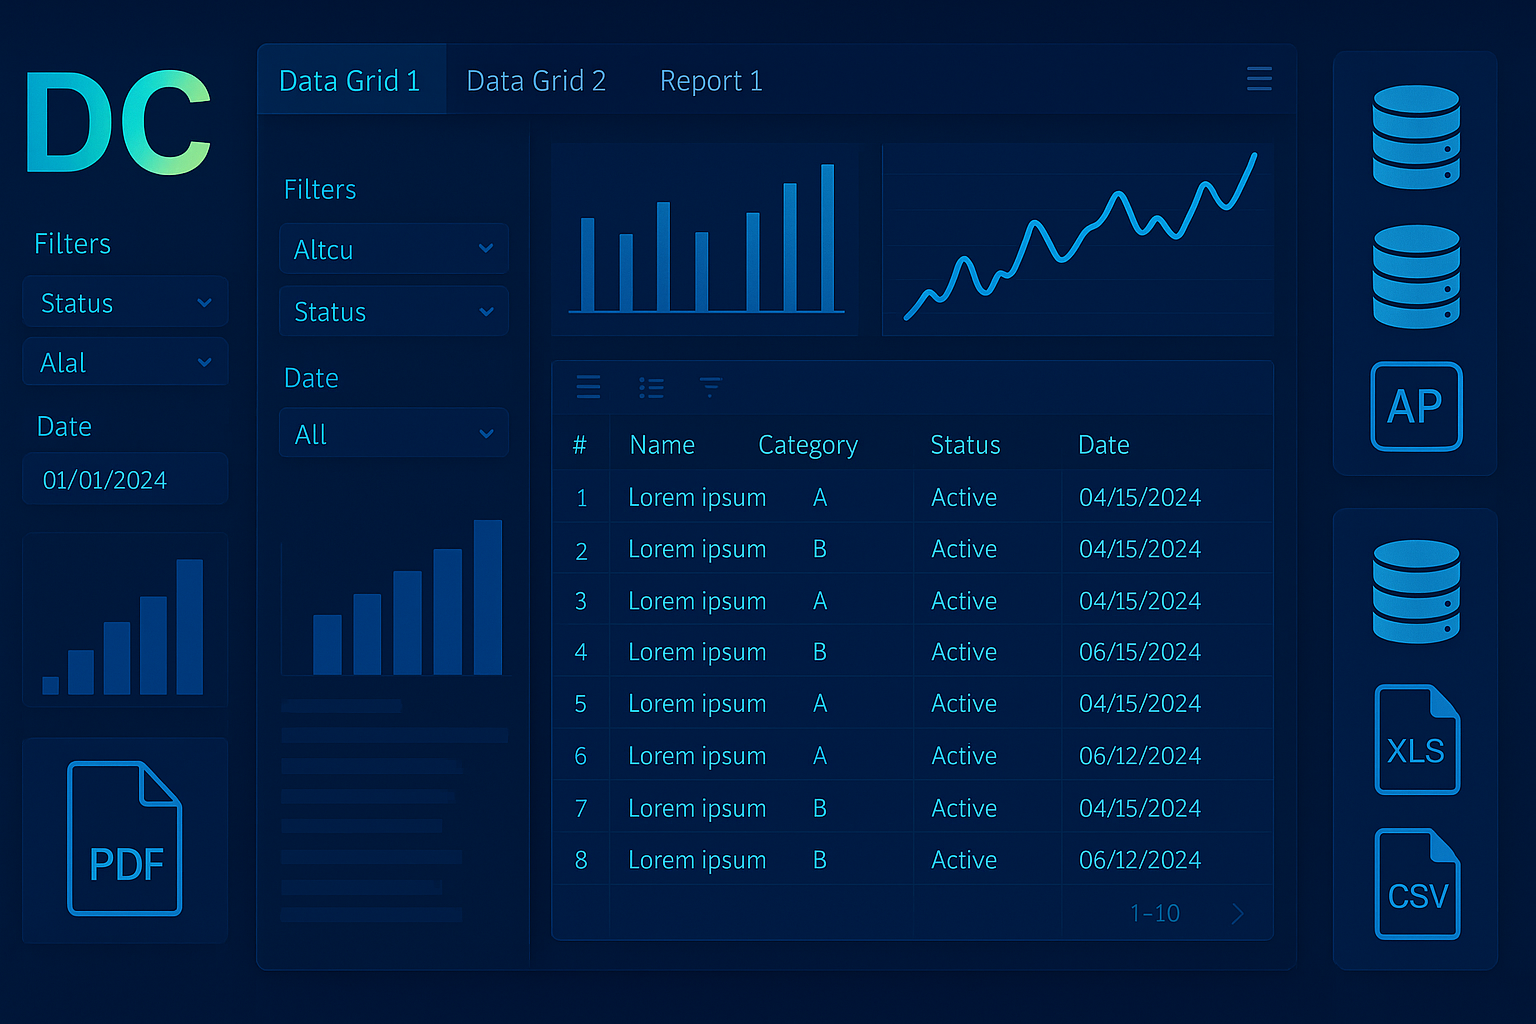 DC
Filters
Status
Alal
Date
01/01/2024
PDF
Data Grid 1 Data Grid 2 Report 1
Filters
Altcu
Status
Date
All
# Name Category Status Date
1 Lorem ipsum A Active 04/15/2024
2 Lorem ipsum B Active 04/15/2024
3 Lorem ipsum A Active 04/15/2024
4 Lorem ipsum B Active 06/15/2024
5 Lorem ipsum A Active 04/15/2024
6 Lorem ipsum A Active 06/12/2024
7 Lorem ipsum B Active 04/15/2024
8 Lorem ipsum B Active 06/12/2024
1–10
AP
XLS
CSV